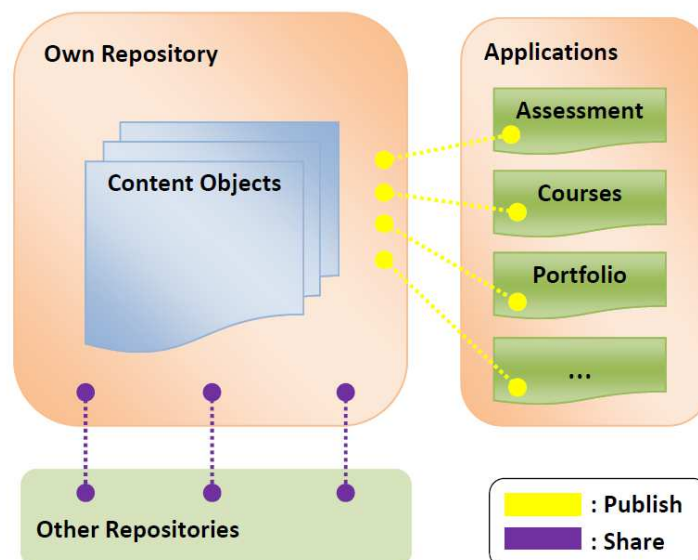 Own Repository
Content Objects
Applications
Assessment
Courses
Portfolio
...
Other Repositories
: Publish
: Share